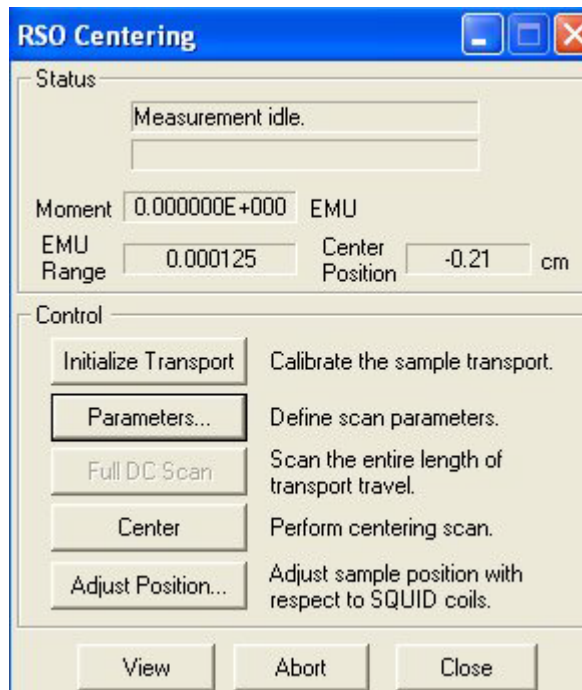 RSO Centering
Status
Measurement idle.
Moment 0.000000E+000 EMU
EMU Range 0.000125 Center Position -0.21 cm
Control
Initialize Transport Calibrate the sample transport.
Parameters... Define scan parameters.
Full DC Scan Scan the entire length of
transport travel.
Center Perform centering scan.
Adjust Position... Adjust sample position with
respect to SQUID coils.
View Abort Close